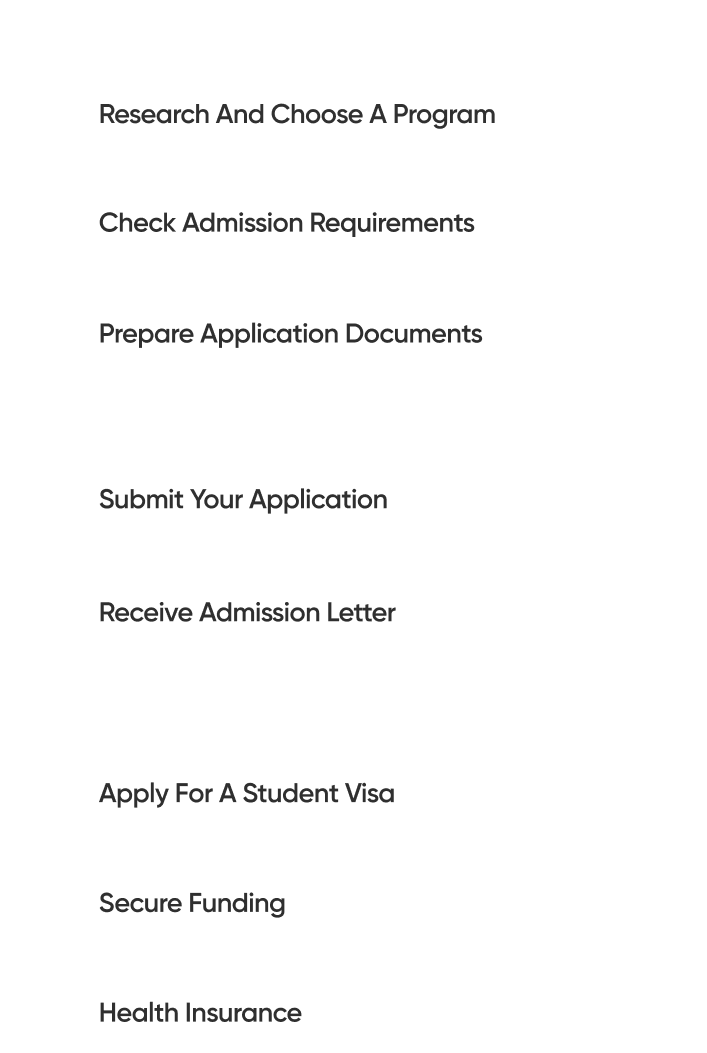 Research And Choose A Program
Check Admission Requirements
Prepare Application Documents
Submit Your Application
Receive Admission Letter
Apply For A Student Visa
Secure Funding
Health Insurance